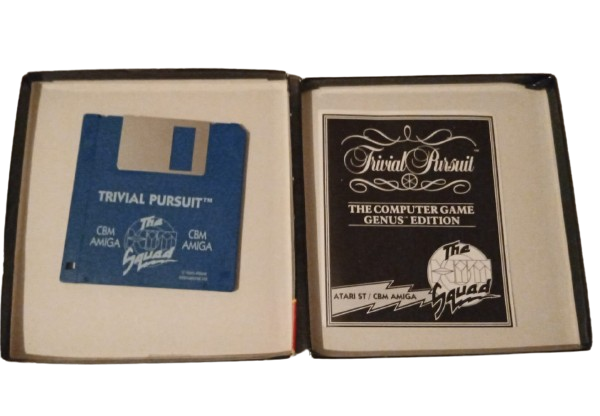 TRIVIAL PURSUIT™
CBM
AMIGA
The
Squad
CBM
AMIGA
Trivial Pursuit™
THE COMPUTER GAME
GENUS™ EDITION
The
Squad
ATARI ST / CBM AMIGA